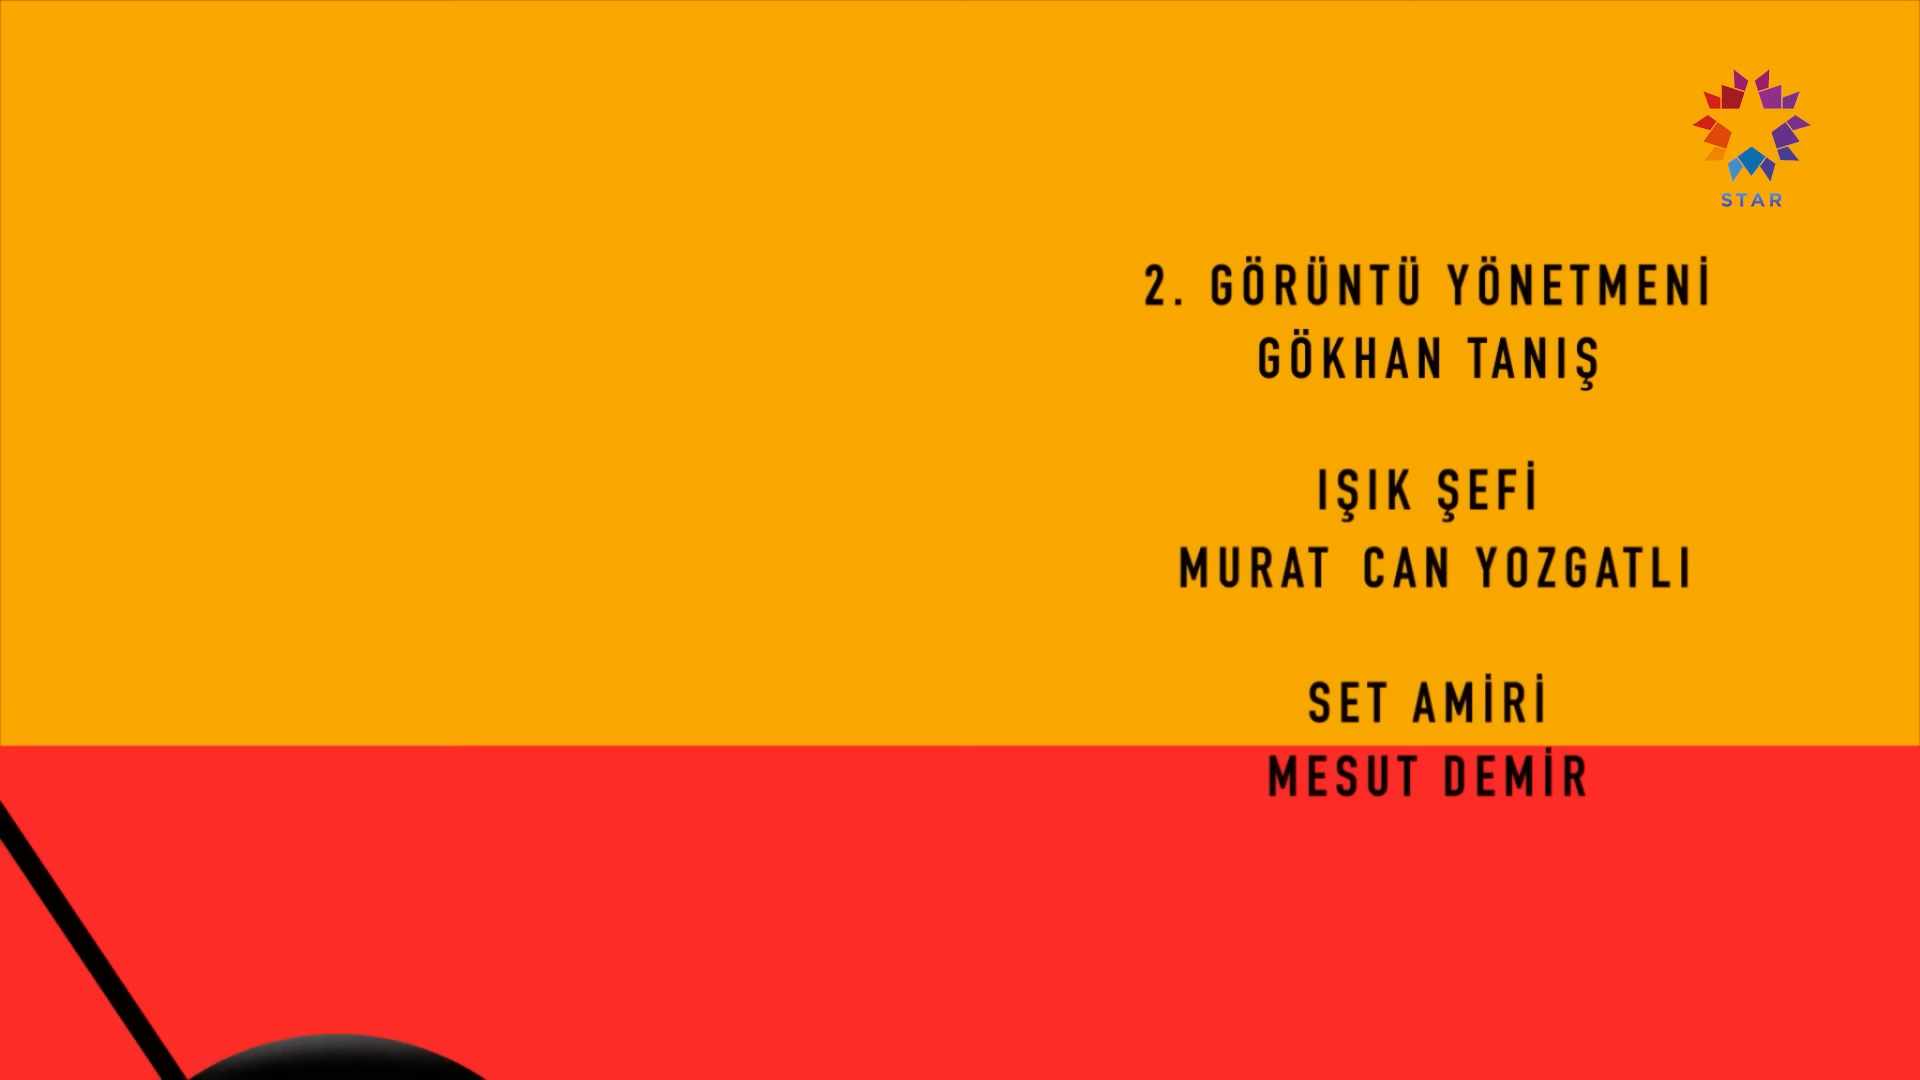 STAR
2. GÖRÜNTÜ YÖNETMENİ
GÖKHAN TANIŞ
IŞIK ŞEFİ
MURAT CAN YOZGATLI
SET AMİRİ
MESUT DEMİR